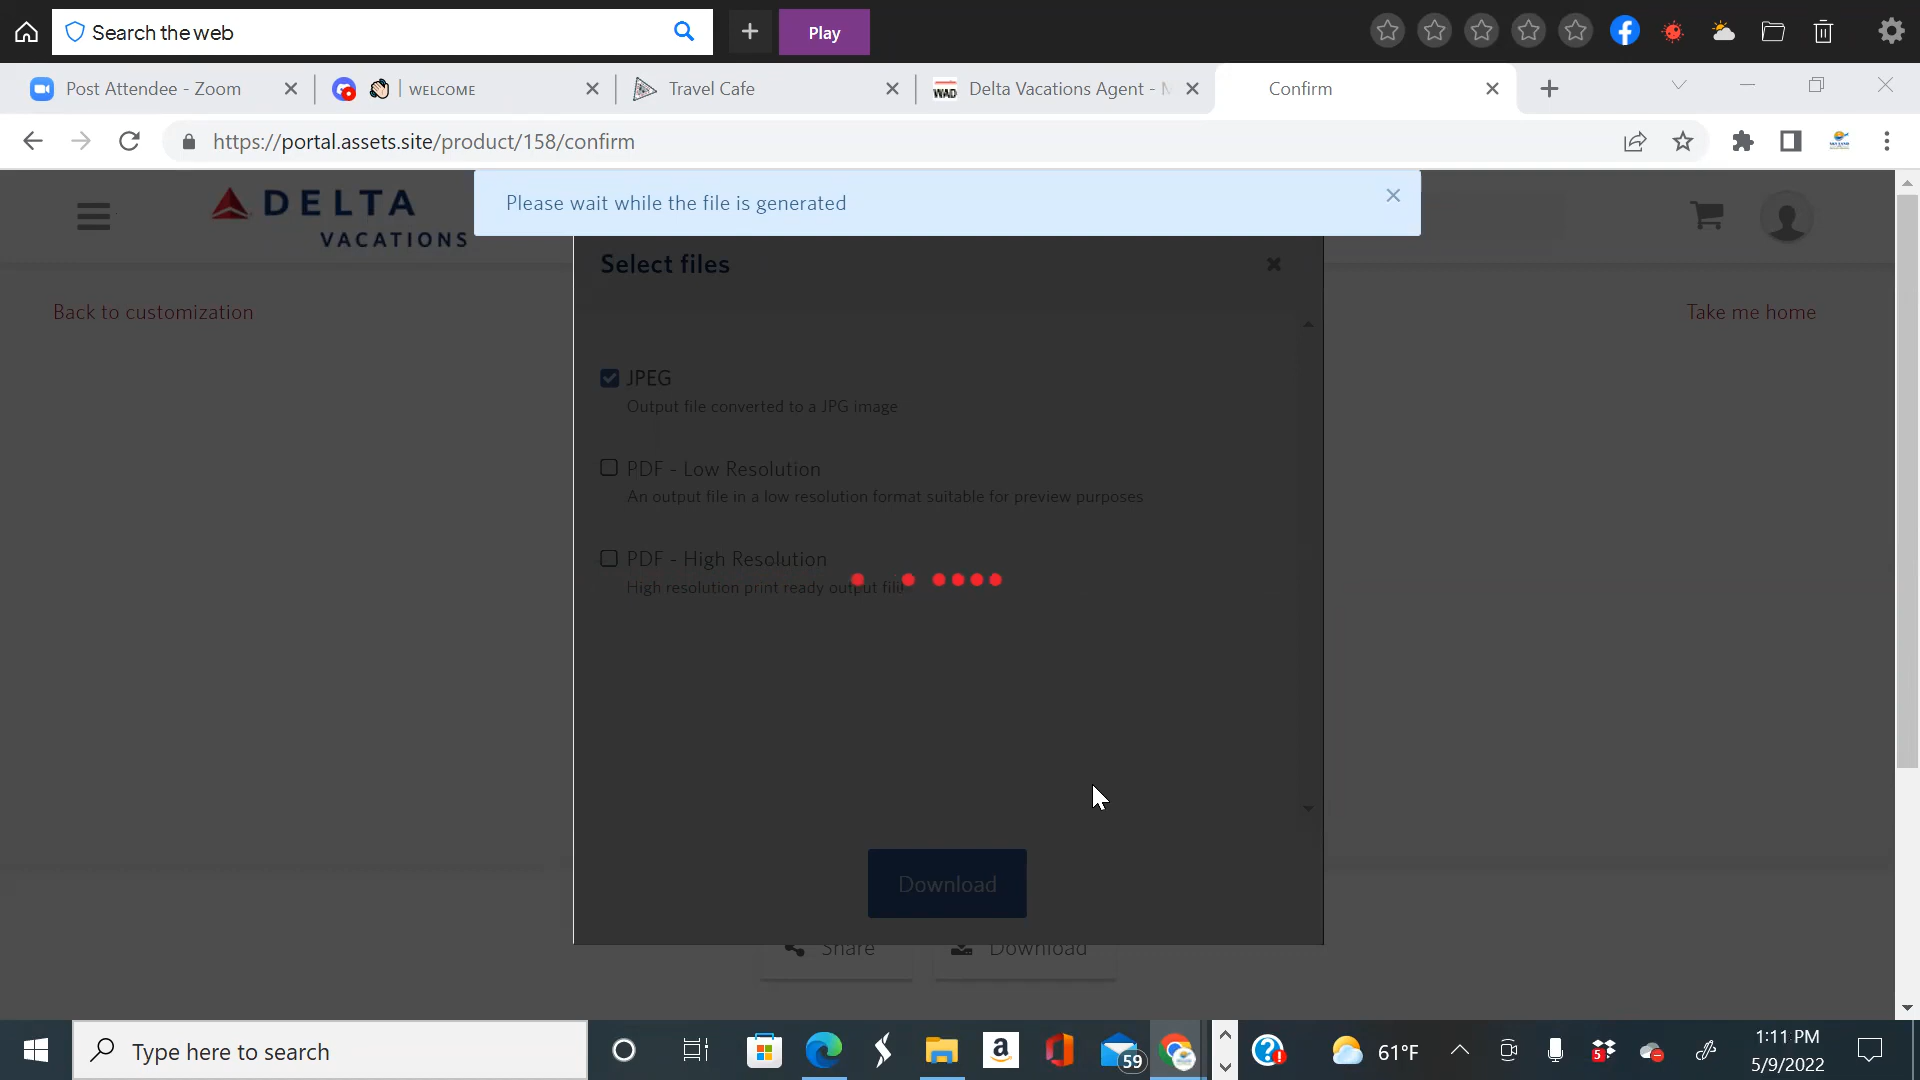 Search the web
Play
Post Attendee - Zoom
| WELCOME
Travel Cafe
Delta Vacations Agent - M
Confirm
https://portal.assets.site/product/158/confirm
Please wait while the file is generated
DELTA
VACATIONS
Select files
Back to customization
Take me home
JPEG
Output file converted to a JPG image
PDF - Low Resolution
An output file in a low resolution format suitable for preview purposes
PDF - High Resolution
High resolution print ready output fill
Download
Share
Download
Type here to search
59
61°F
5
1:11 PM
5/9/2022